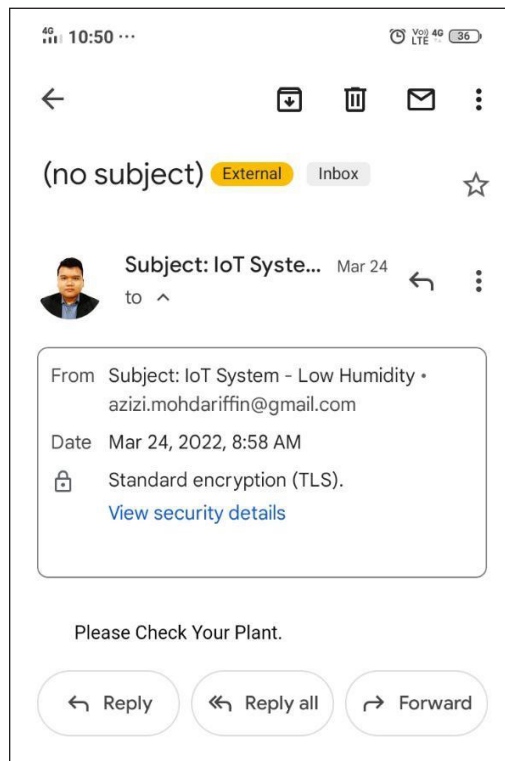 4G 10:50 ··· Vo)) LTE 4G 36
(no subject) External Inbox
Subject: IoT Syste... Mar 24
to
From Subject: IoT System - Low Humidity •
azizi.mohdariffin@gmail.com
Date Mar 24, 2022, 8:58 AM
Standard encryption (TLS).
View security details
Please Check Your Plant.
Reply Reply all Forward